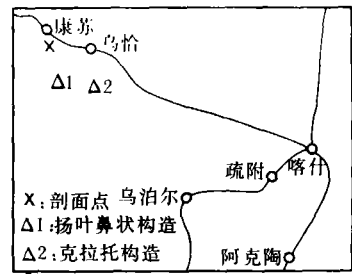 康苏
乌恰
X
Δ1 Δ2
喀什
疏附
X:剖面点 乌泊尔
Δ1:扬叶鼻状构造
Δ2:克拉托构造
阿克陶